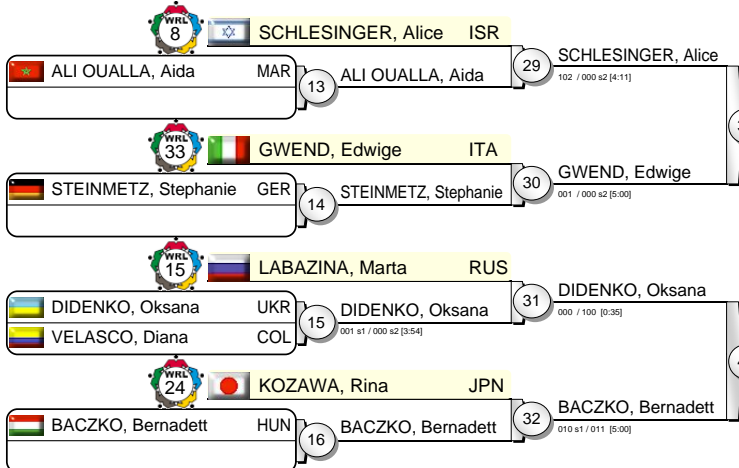 WRL
8
SCHLESINGER, Alice ISR
ALI OUALLA, Aida MAR
13
ALI OUALLA, Aida
29
SCHLESINGER, Alice
102 / 000 s2 [4:11]
WRL
33
GWEND, Edwige ITA
STEINMETZ, Stephanie GER
14
STEINMETZ, Stephanie
30
GWEND, Edwige
001 / 000 s2 [5:00]
WRL
15
LABAZINA, Marta RUS
DIDENKO, Oksana UKR
VELASCO, Diana COL
15
DIDENKO, Oksana
001 s1 / 000 s2 [3:54]
31
DIDENKO, Oksana
000 / 100 [0:35]
WRL
24
KOZAWA, Rina JPN
BACZKO, Bernadett HUN
16
BACZKO, Bernadett
32
BACZKO, Bernadett
010 s1 / 011 [5:00]